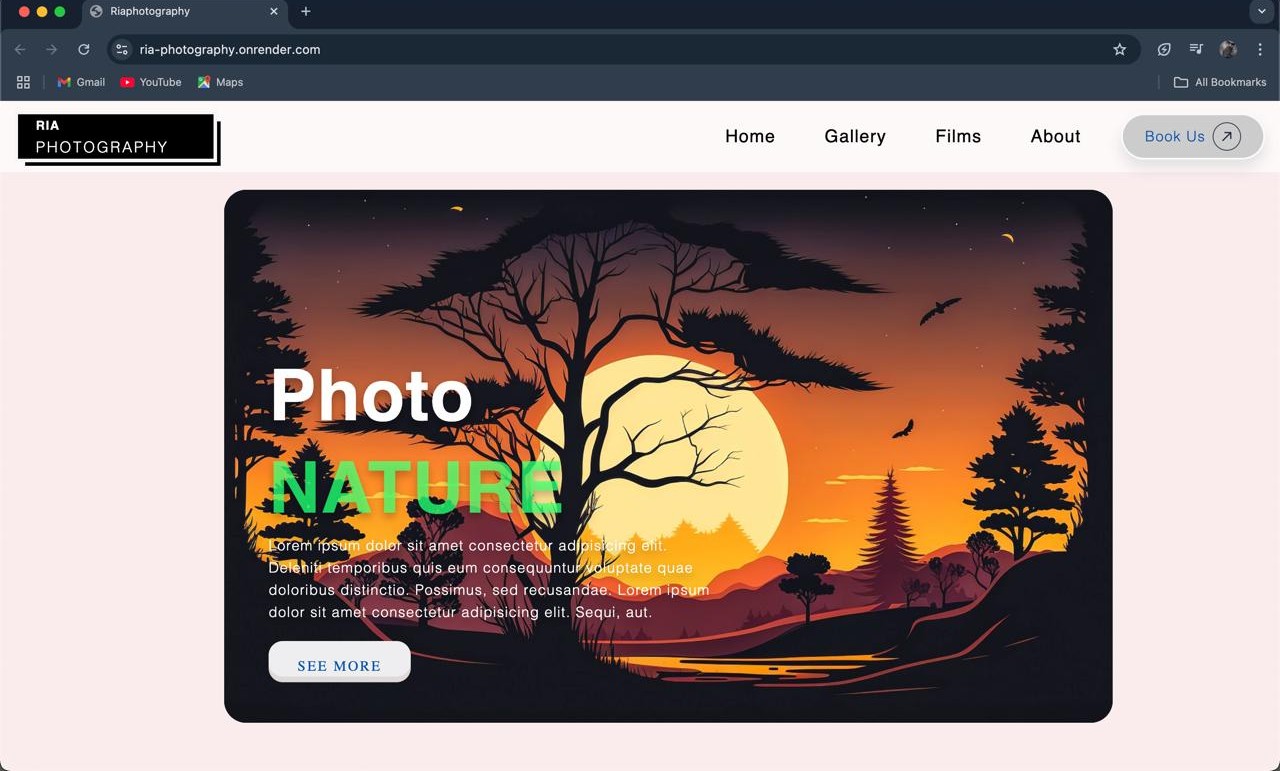 Riaphotography
ria-photography.onrender.com
Gmail YouTube Maps All Bookmarks
RIA
PHOTOGRAPHY
Home Gallery Films About Book Us
Photo
NATURE
Lorem ipsum dolor sit amet consectetur adipisicing elit.
Deleniti temporibus quis eum consequuntur voluptate quae
doloribus distinctio. Possimus, sed recusandae. Lorem ipsum
dolor sit amet consectetur adipisicing elit. Sequi, aut.
SEE MORE